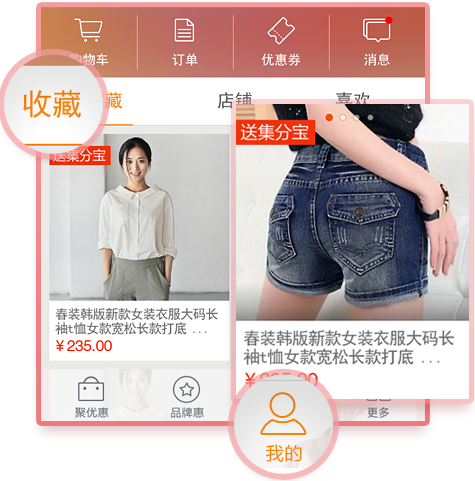 购物车
订单
优惠券
消息
收藏
店铺
喜欢
送集分宝
送集分宝
春装韩版新款女装衣服大码长
袖t恤女款宽松长款打底 ...
¥235.00
春装韩版新款女装衣服大码长
袖t恤女款宽松长款打底 ...
聚优惠
品牌惠
我的
更多